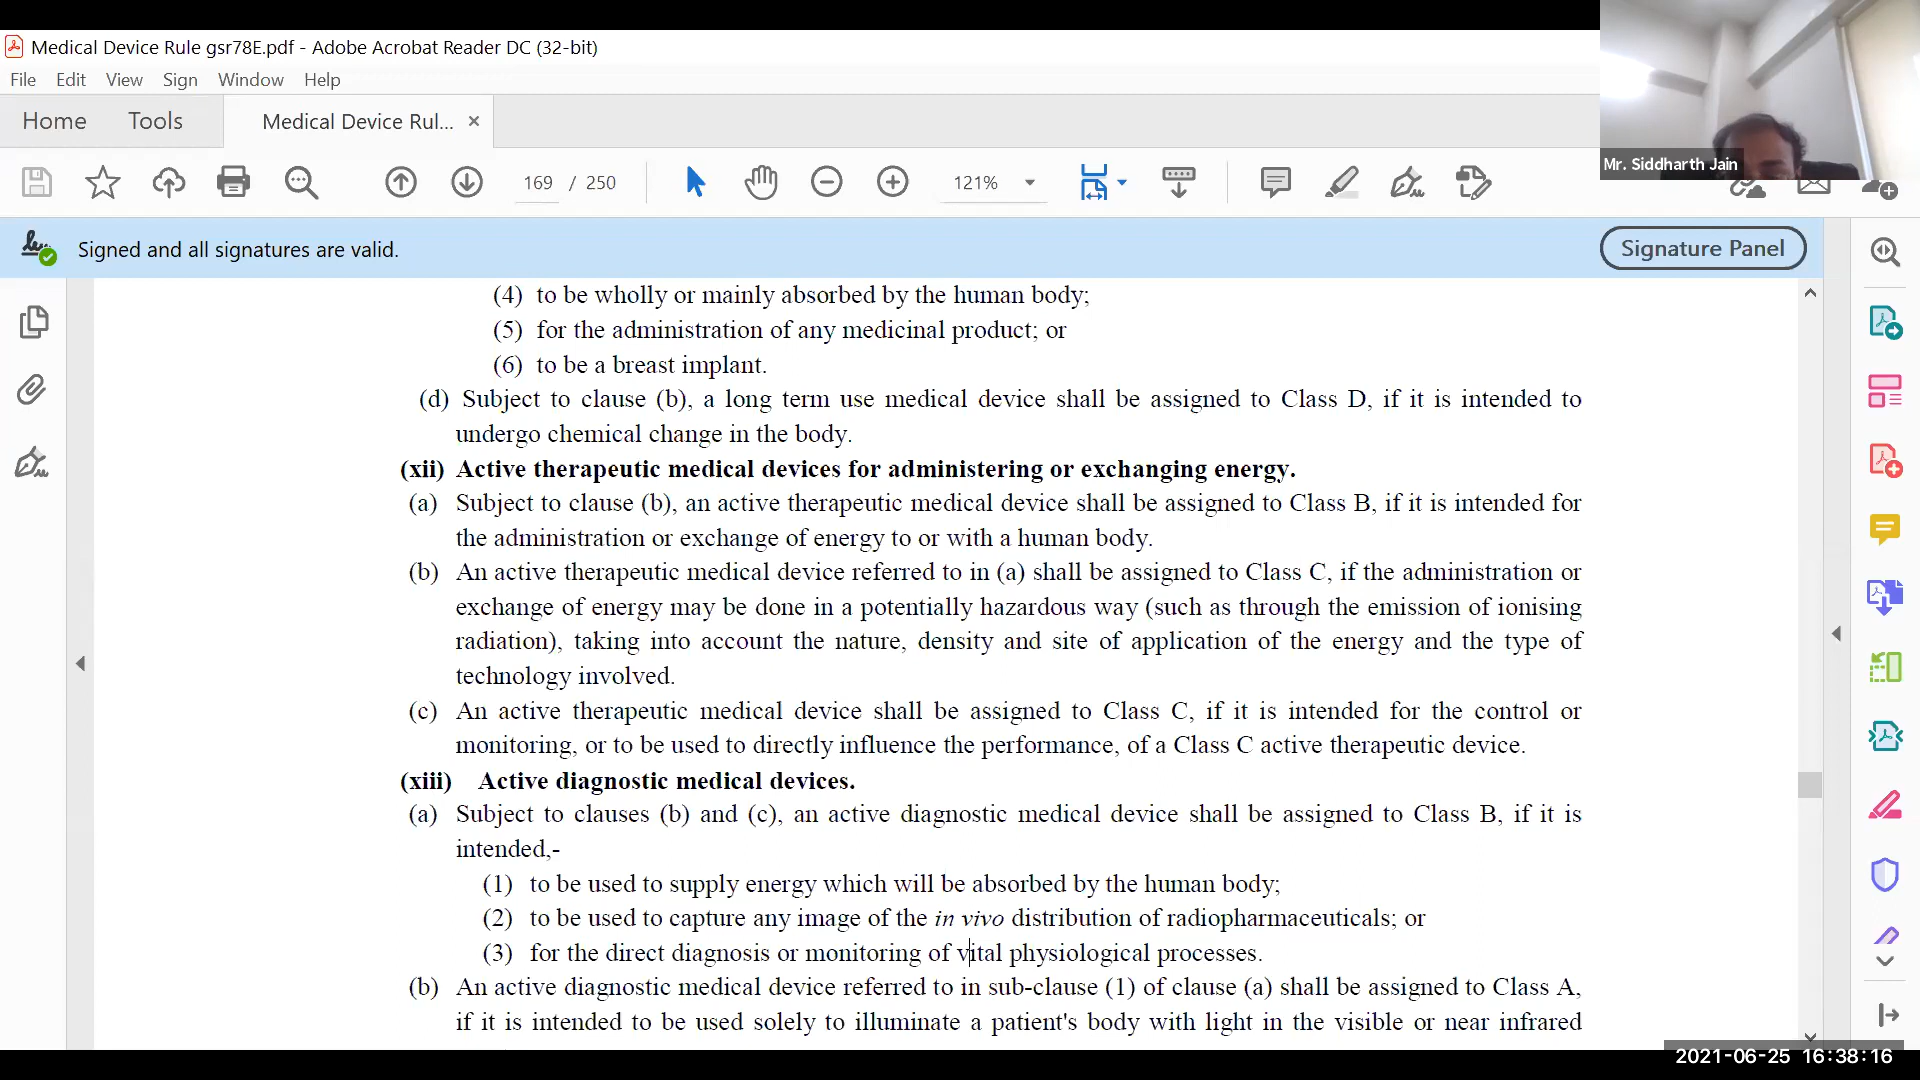 Medical Device Rule gsr78E.pdf - Adobe Acrobat Reader DC (32-bit)
File Edit View Sign Window Help
Home Tools Medical Device Rul... ×
169 / 250 121%
Mr. Siddharth Jain
Signed and all signatures are valid.
Signature Panel
(4) to be wholly or mainly absorbed by the human body;
(5) for the administration of any medicinal product; or
(6) to be a breast implant.
(d) Subject to clause (b), a long term use medical device shall be assigned to Class D, if it is intended to
undergo chemical change in the body.
(xii) Active therapeutic medical devices for administering or exchanging energy.
(a) Subject to clause (b), an active therapeutic medical device shall be assigned to Class B, if it is intended for
the administration or exchange of energy to or with a human body.
(b) An active therapeutic medical device referred to in (a) shall be assigned to Class C, if the administration or
exchange of energy may be done in a potentially hazardous way (such as through the emission of ionising
radiation), taking into account the nature, density and site of application of the energy and the type of
technology involved.
(c) An active therapeutic medical device shall be assigned to Class C, if it is intended for the control or
monitoring, or to be used to directly influence the performance, of a Class C active therapeutic device.
(xiii) Active diagnostic medical devices.
(a) Subject to clauses (b) and (c), an active diagnostic medical device shall be assigned to Class B, if it is
intended,-
(1) to be used to supply energy which will be absorbed by the human body;
(2) to be used to capture any image of the in vivo distribution of radiopharmaceuticals; or
(3) for the direct diagnosis or monitoring of vital physiological processes.
(b) An active diagnostic medical device referred to in sub-clause (1) of clause (a) shall be assigned to Class A,
if it is intended to be used solely to illuminate a patient's body with light in the visible or near infrared
2021-06-25 16:38:16